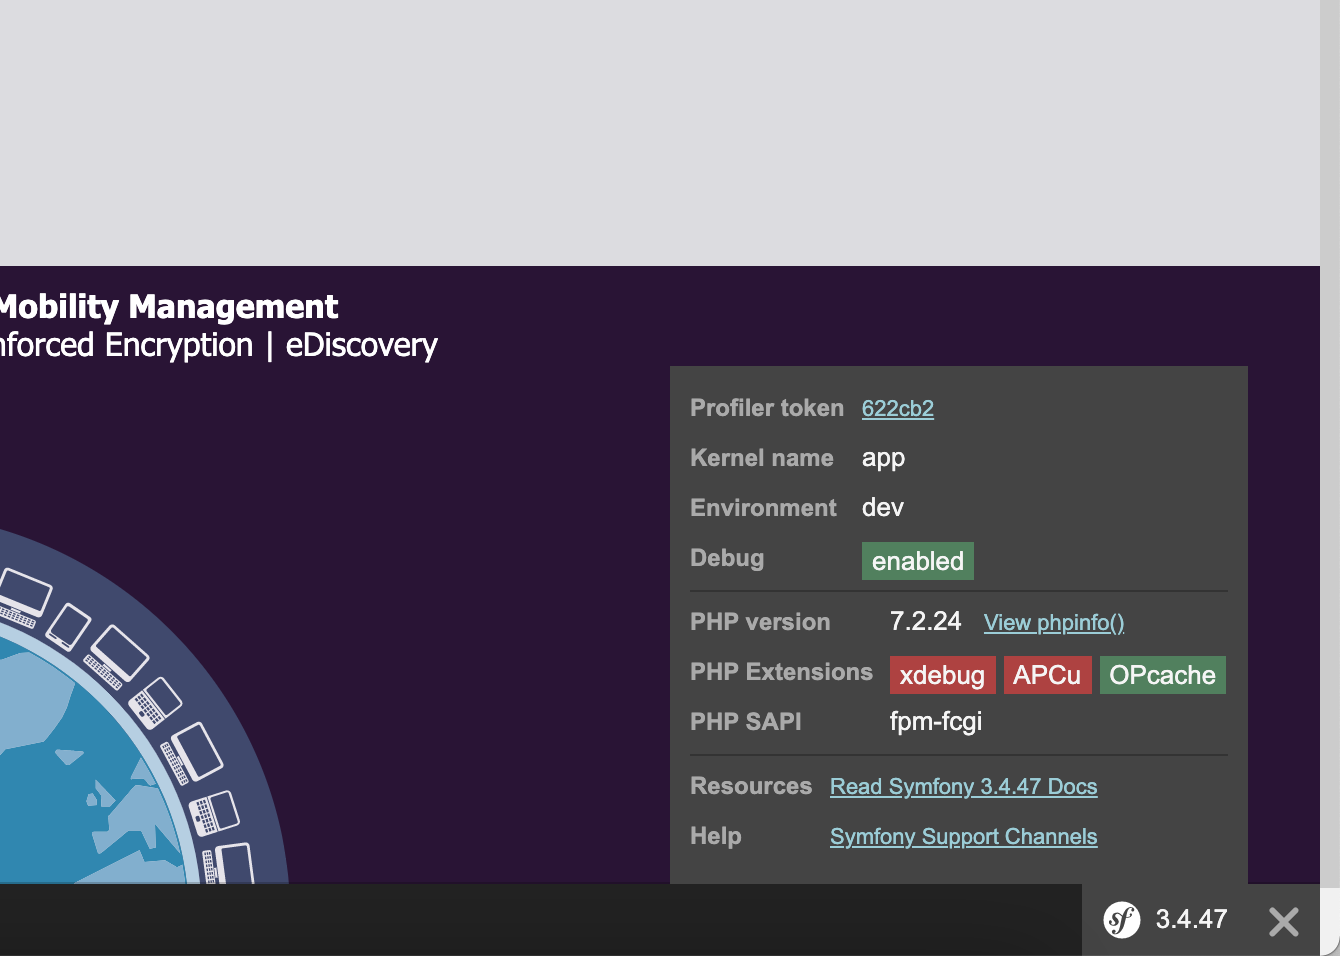 Mobility Management
nforced Encryption | eDiscovery
Profiler token 622cb2
Kernel name app
Environment dev
Debug enabled
PHP version 7.2.24 View phpinfo()
PHP Extensions xdebug APCu OPcache
PHP SAPI fpm-fcgi
Resources Read Symfony 3.4.47 Docs
Help Symfony Support Channels
sf 3.4.47